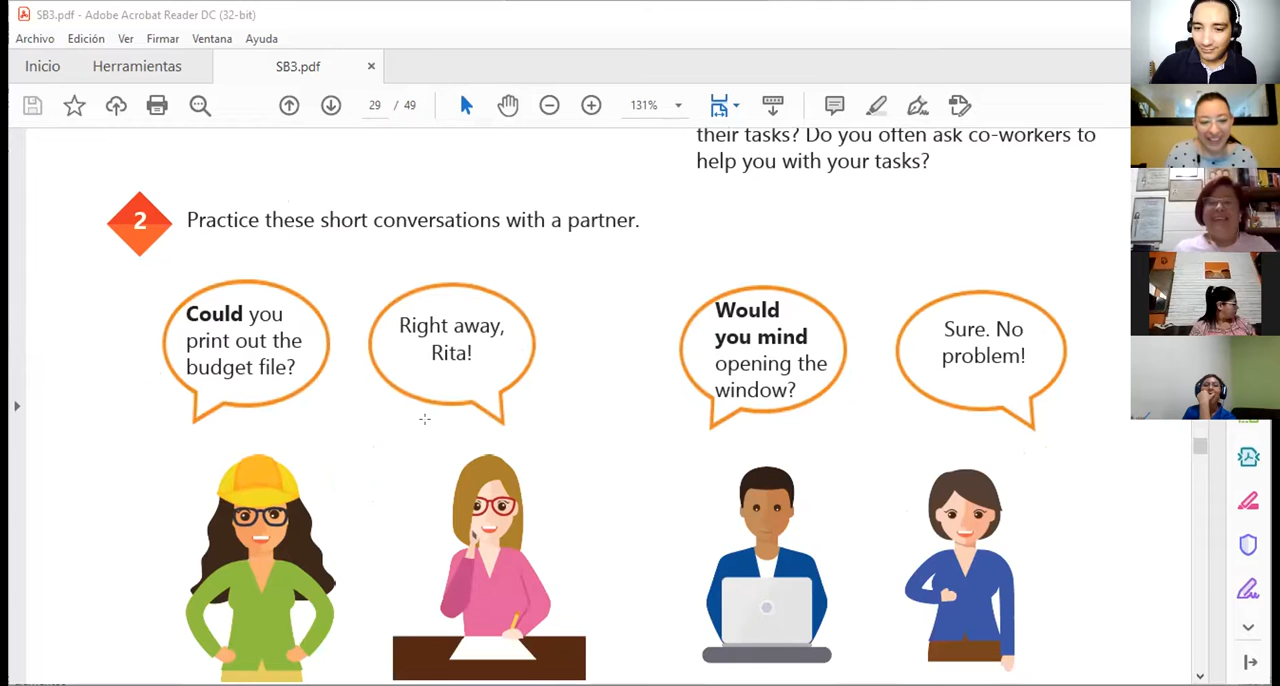 SB3.pdf - Adobe Acrobat Reader DC (32-bit)
Archivo Edición Ver Firmar Ventana Ayuda
Inicio Herramientas SB3.pdf ×
29 / 49 131%
their tasks? Do you often ask co-workers to
help you with your tasks?
2 Practice these short conversations with a partner.
Could you
print out the
budget file?
Right away,
Rita!
Would
you mind
opening the
window?
Sure. No
problem!